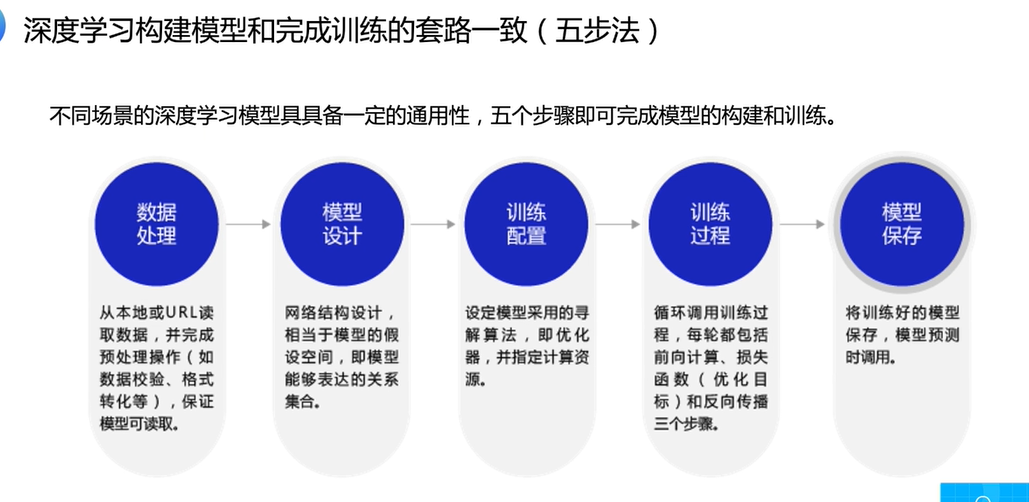 深度学习构建模型和完成训练的套路一致（五步法）
不同场景的深度学习模型具具备一定的通用性，五个步骤即可完成模型的构建和训练。
数据
处理
从本地或URL读
取数据，并完成
预处理操作（如
数据校验、格式
转化等），保证
模型可读取。
模型
设计
网络结构设计，
相当于模型的假
设空间，即模型
能够表达的关系
集合。
训练
配置
设定模型采用的寻
解算法，即优化
器，并指定计算资
源。
训练
过程
循环调用训练过
程，每轮都包括
前向计算、损失
函数（优化目
标）和反向传播
三个步骤。
模型
保存
将训练好的模型
保存，模型预测
时调用。